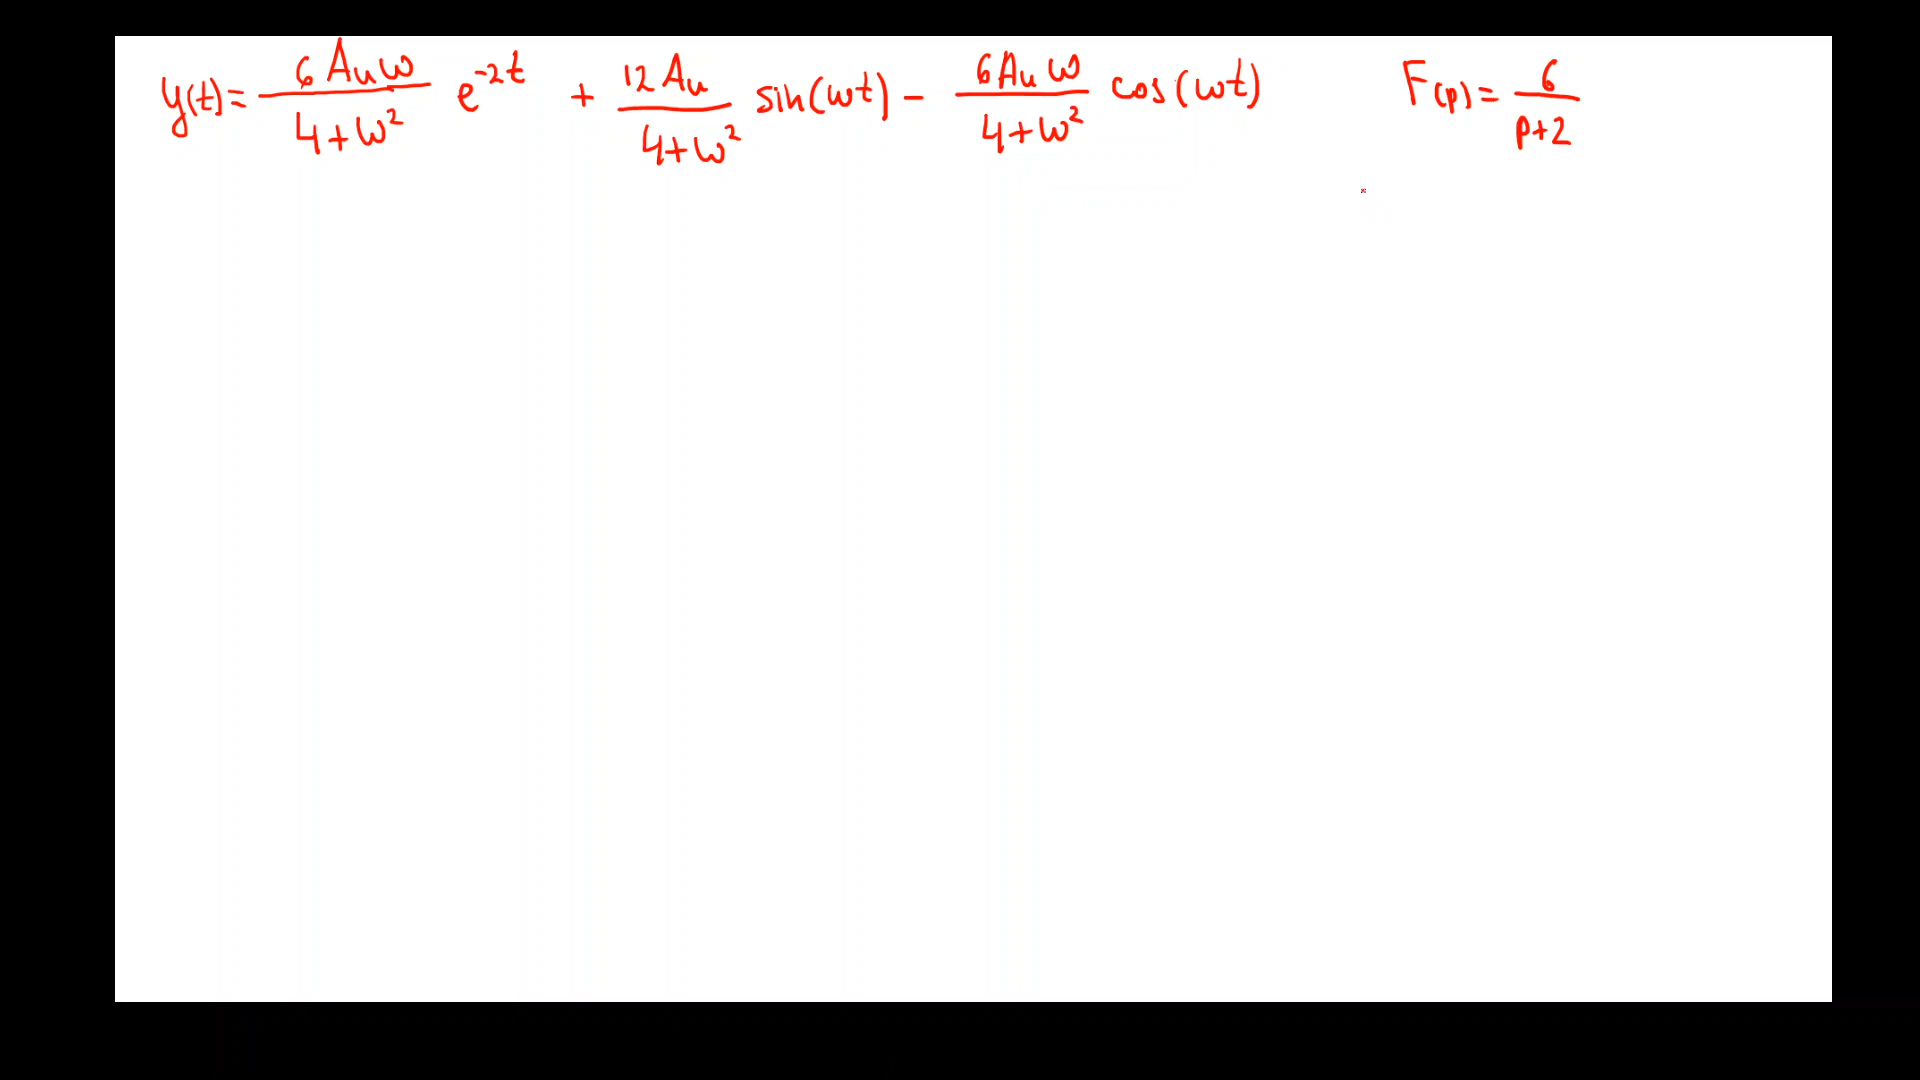 y(t) = 6 Au ω / 4+ω² e^-2t + 12 Au / 4+ω² sin(ωt) - 6 Au ω / 4+ω² cos(ωt) F(p) = 6 / p+2